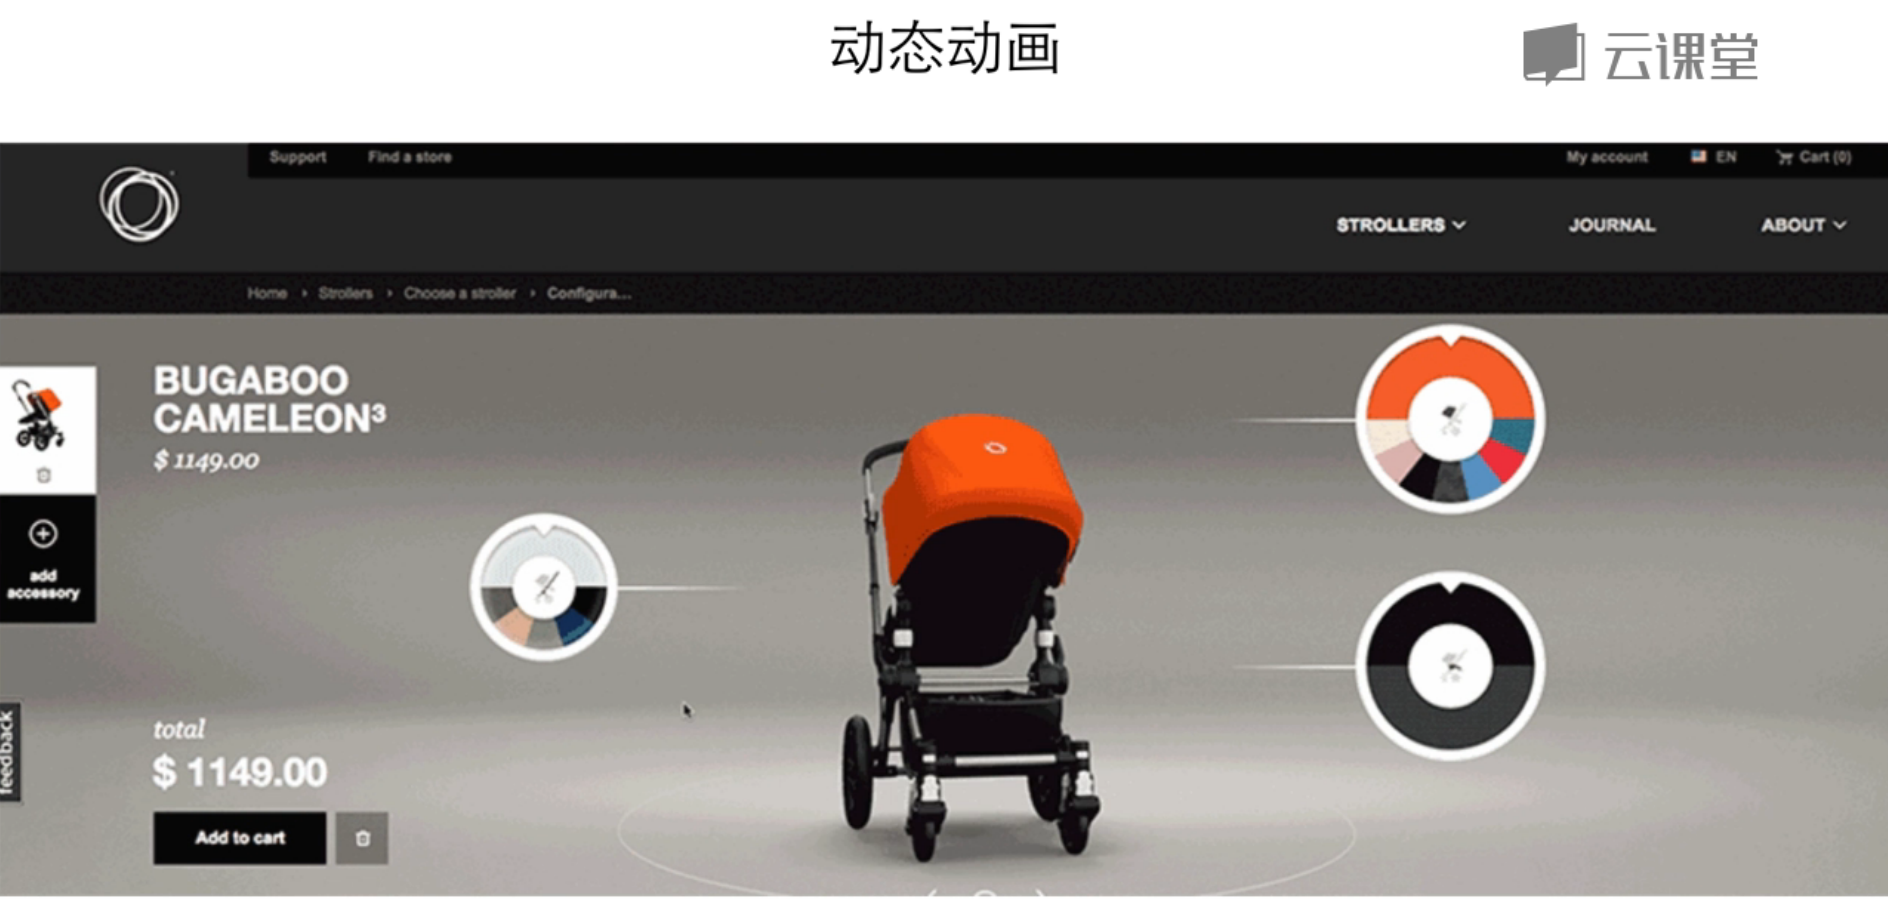 动态动画
云课堂
Support Find a store
My account EN Cart (0)
STROLLERS JOURNAL ABOUT
Home › Strollers › Choose a stroller › Configura...
BUGABOO
CAMELEON³
$ 1149.00
add
accessory
feedback
total
$ 1149.00
Add to cart